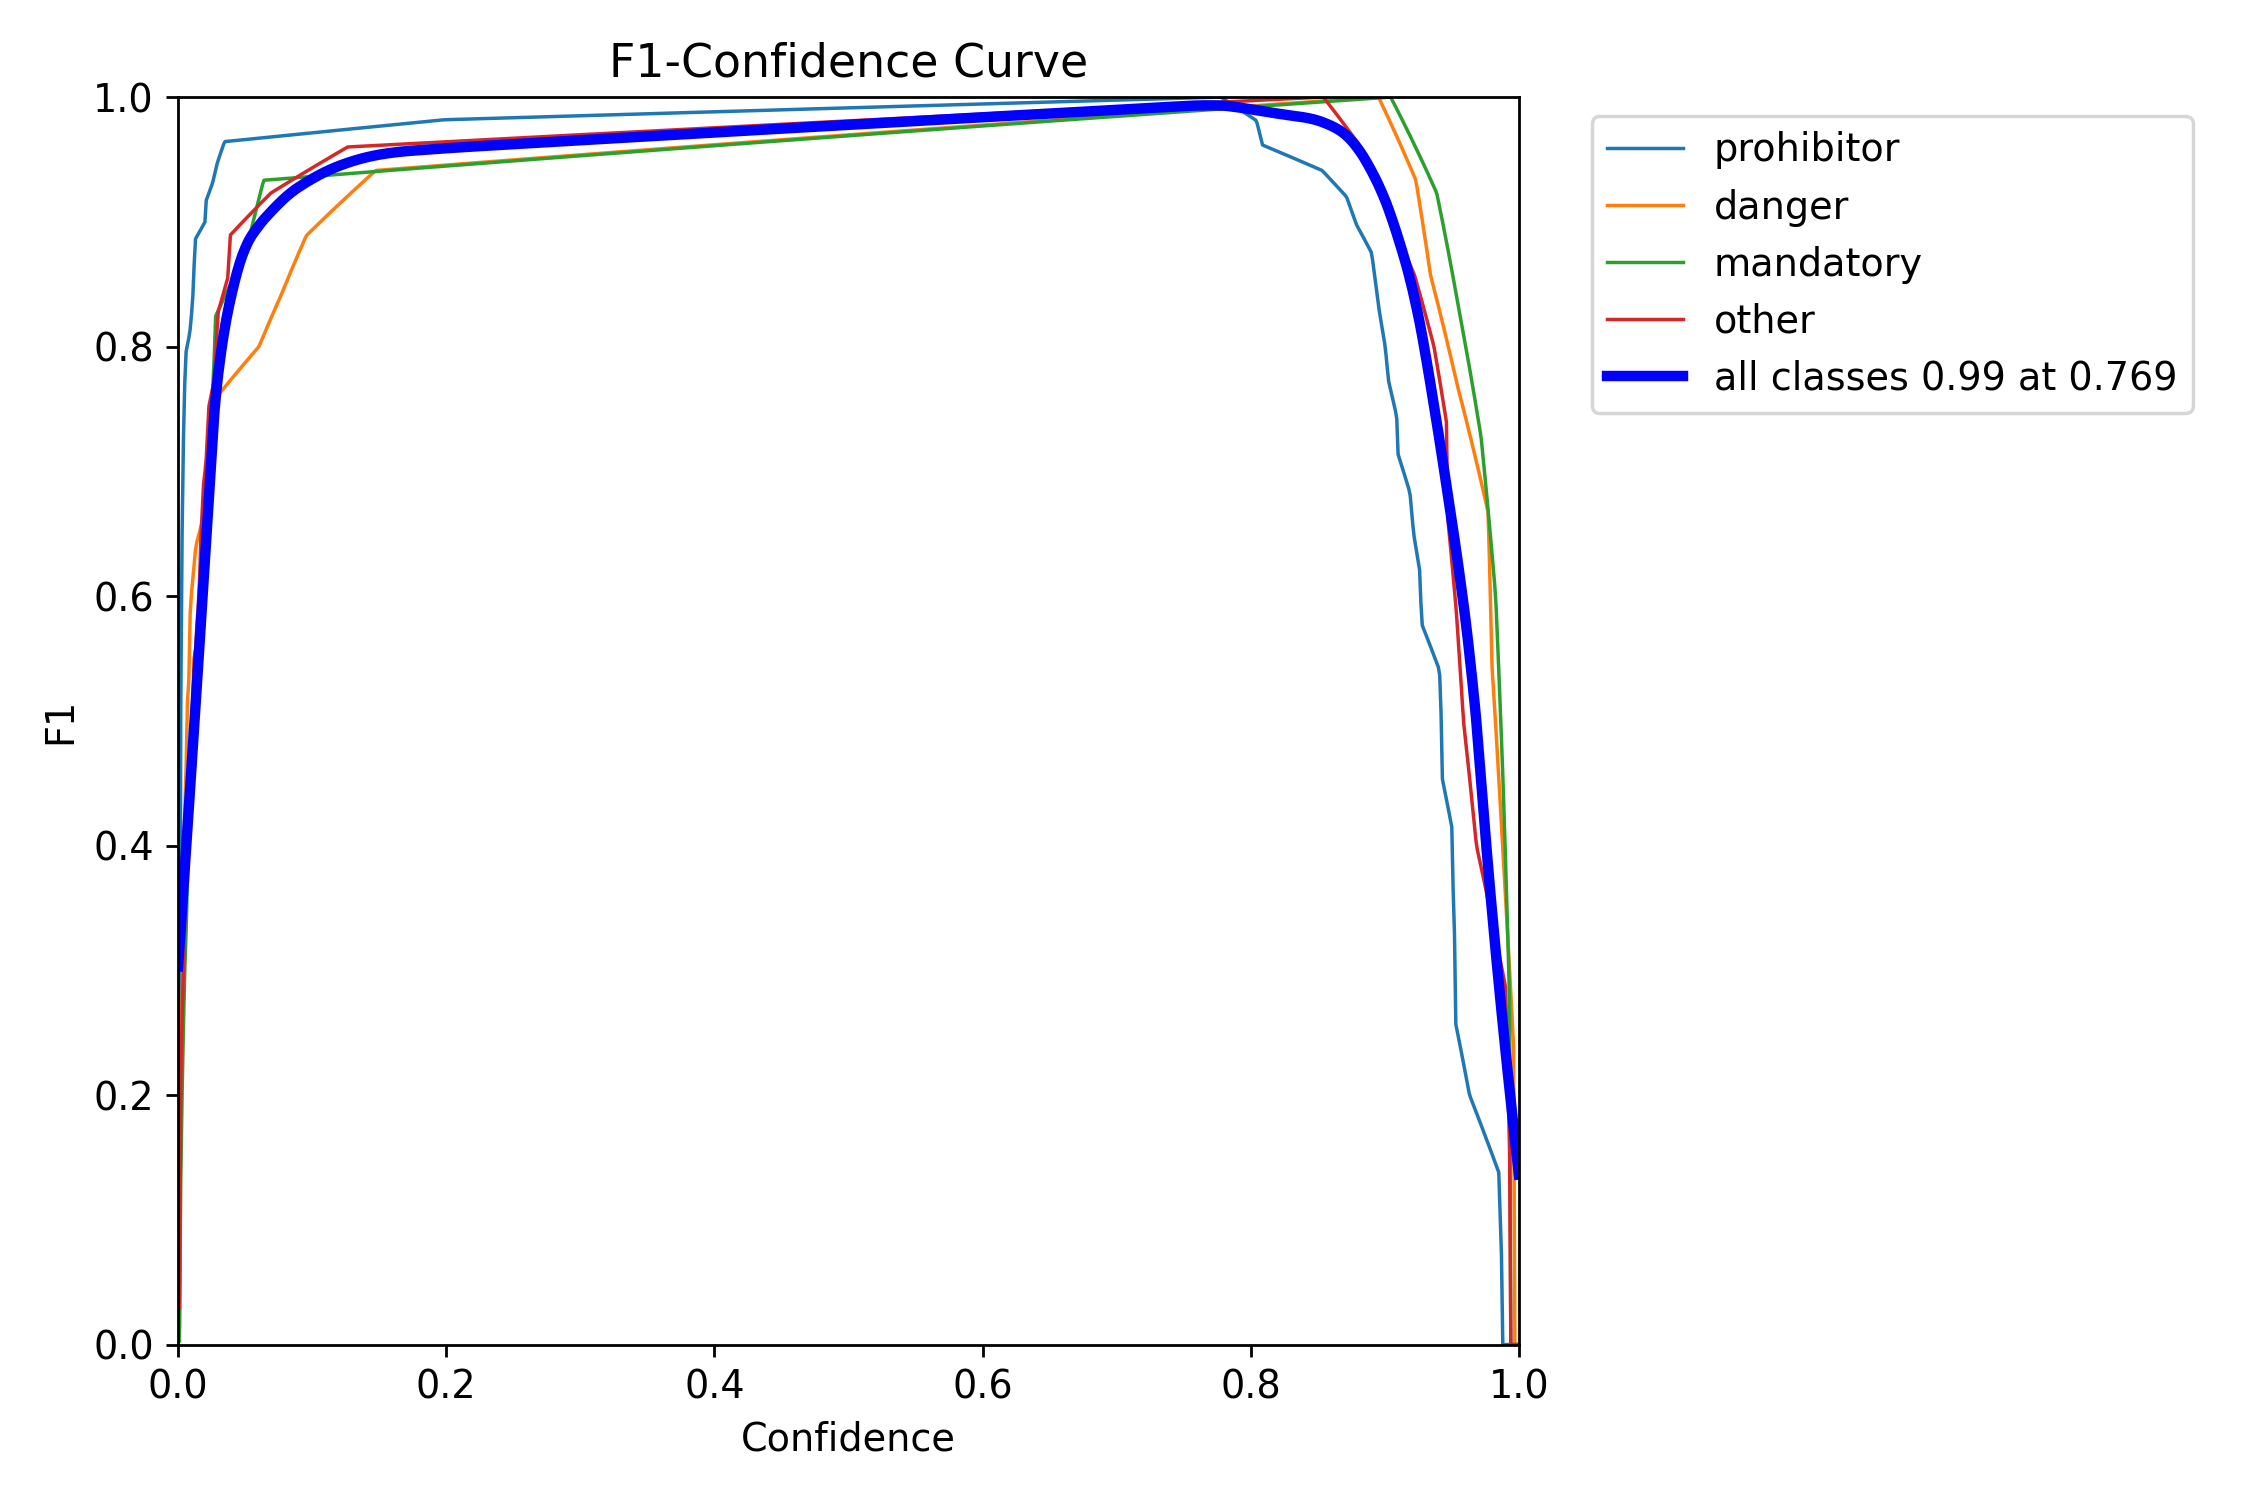 F1-Confidence Curve
1.0
0.8
0.6
0.4
0.2
0.0
F1
0.0 0.2 0.4 0.6 0.8 1.0
Confidence
prohibitor
danger
mandatory
other
all classes 0.99 at 0.769